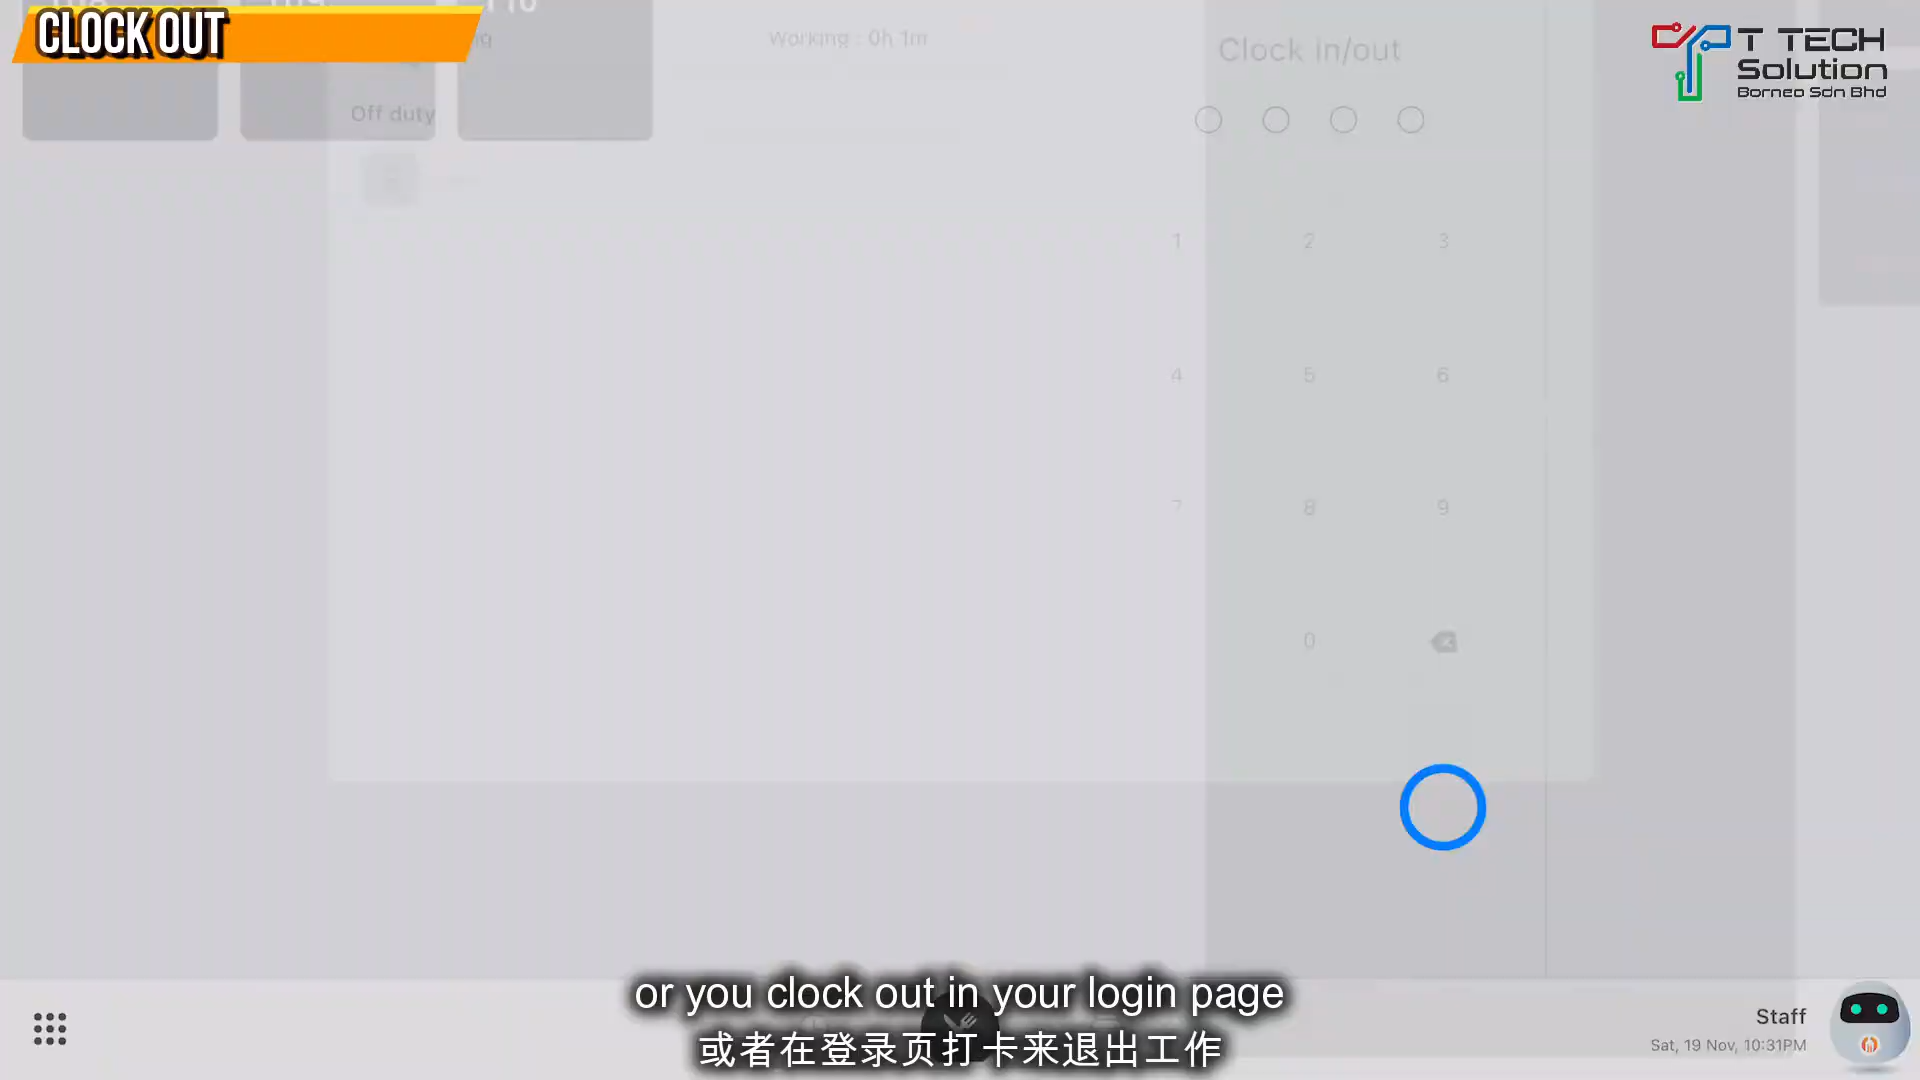 CLOCK OUT
Working : 0h 1m
Clock in/out
T TECH
Solution
Borneo Sdn Bhd
Off duty
1 2 3
4 5 6
7 8 9
0
or you clock out in your login page
或者在登录页打卡来退出工作
Staff
Sat, 19 Nov, 10:31PM